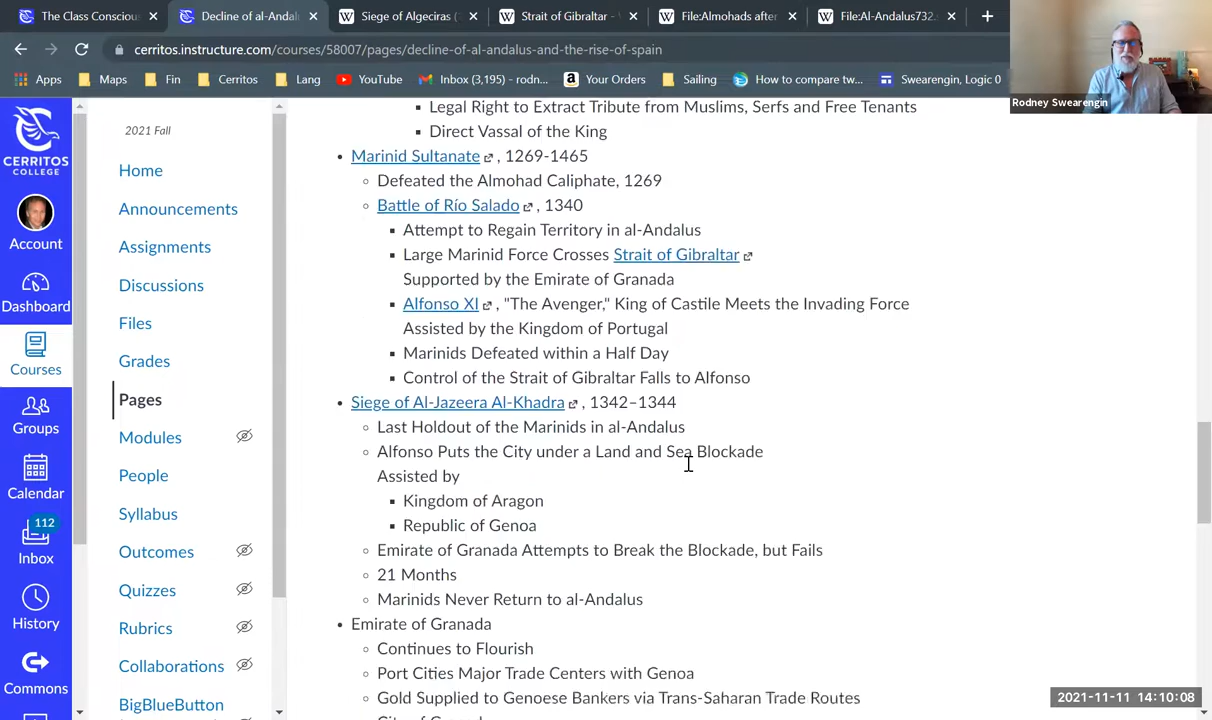 The Class Consciou
Decline of al-Andal
Siege of Algeciras (
Strait of Gibraltar -
File:Almohads after
File:Al-Andalus732.
cerritos.instructure.com/courses/58007/pages/decline-of-al-andalus-and-the-rise-of-spain
Apps
Maps
Fin
Cerritos
Lang
YouTube
Inbox (3,195) - rodn...
Your Orders
Sailing
How to compare tw...
Swearengin, Logic 0
Rodney Swearengin
CERRITOS
COLLEGE
Account
Dashboard
Courses
Groups
Calendar
112
Inbox
History
Commons
2021 Fall
Home
Announcements
Assignments
Discussions
Files
Grades
Pages
Modules
People
Syllabus
Outcomes
Quizzes
Rubrics
Collaborations
BigBlueButton
Legal Right to Extract Tribute from Muslims, Serfs and Free Tenants
Direct Vassal of the King
Marinid Sultanate , 1269-1465
Defeated the Almohad Caliphate, 1269
Battle of Río Salado , 1340
Attempt to Regain Territory in al-Andalus
Large Marinid Force Crosses Strait of Gibraltar
Supported by the Emirate of Granada
Alfonso XI , "The Avenger," King of Castile Meets the Invading Force
Assisted by the Kingdom of Portugal
Marinids Defeated within a Half Day
Control of the Strait of Gibraltar Falls to Alfonso
Siege of Al-Jazeera Al-Khadra , 1342–1344
Last Holdout of the Marinids in al-Andalus
Alfonso Puts the City under a Land and Sea Blockade
Assisted by
Kingdom of Aragon
Republic of Genoa
Emirate of Granada Attempts to Break the Blockade, but Fails
21 Months
Marinids Never Return to al-Andalus
Emirate of Granada
Continues to Flourish
Port Cities Major Trade Centers with Genoa
Gold Supplied to Genoese Bankers via Trans-Saharan Trade Routes
2021-11-11 14:10:08